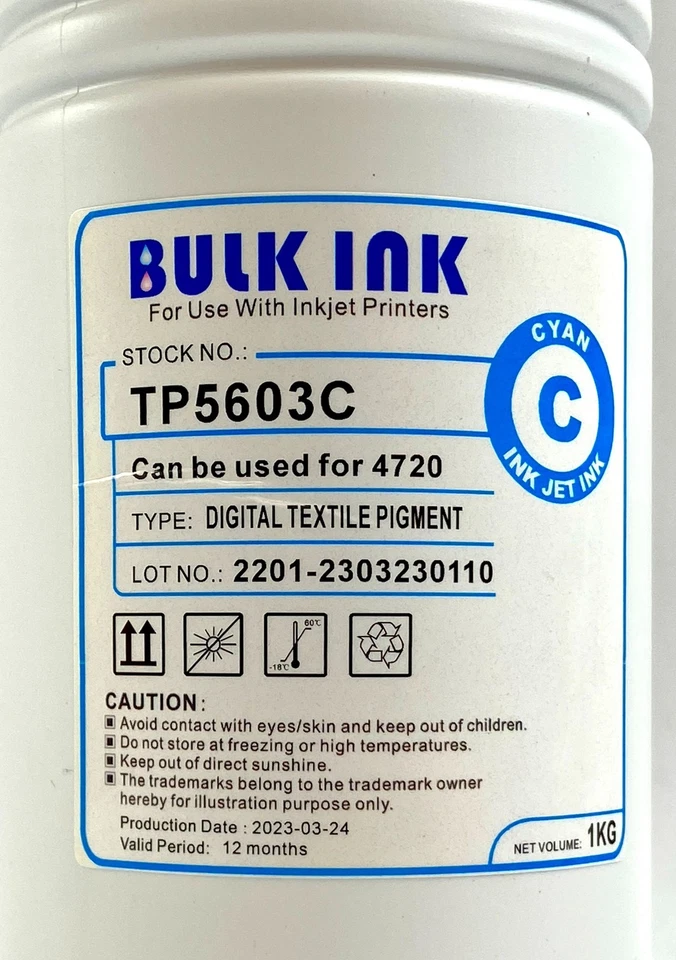 BULK INK
For Use With Inkjet Printers
STOCK NO.:
TP5603C
CYAN
C
INK JET INK
Can be used for 4720
TYPE: DIGITAL TEXTILE PIGMENT
LOT NO.: 2201-2303230110
60℃
-18℃
CAUTION:
Avoid contact with eyes/skin and keep out of children.
Do not store at freezing or high temperatures.
Keep out of direct sunshine.
The trademarks belong to the trademark owner
hereby for illustration purpose only.
Production Date : 2023-03-24
Valid Period: 12 months
NET VOLUME: 1KG